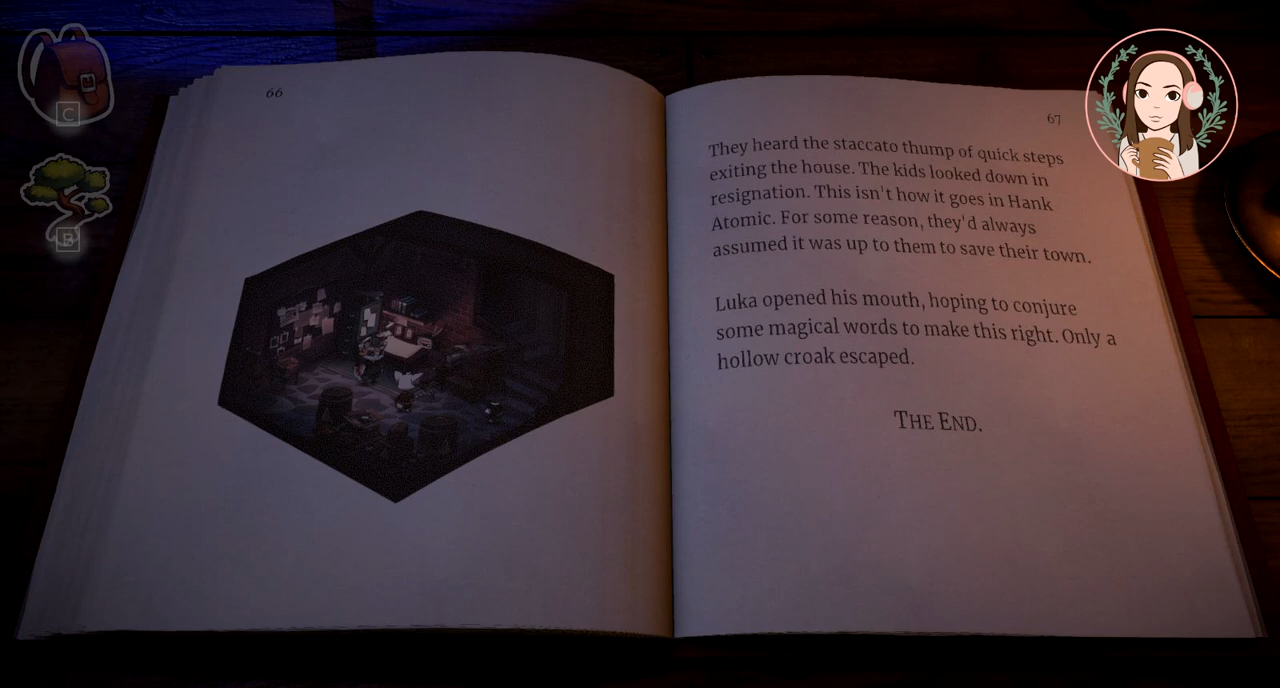 66
67
They heard the staccato thump of quick steps
exiting the house. The kids looked down in
resignation. This isn't how it goes in Hank
Atomic. For some reason, they'd always
assumed it was up to them to save their town.
Luka opened his mouth, hoping to conjure
some magical words to make this right. Only a
hollow croak escaped.
THE END.
C
B